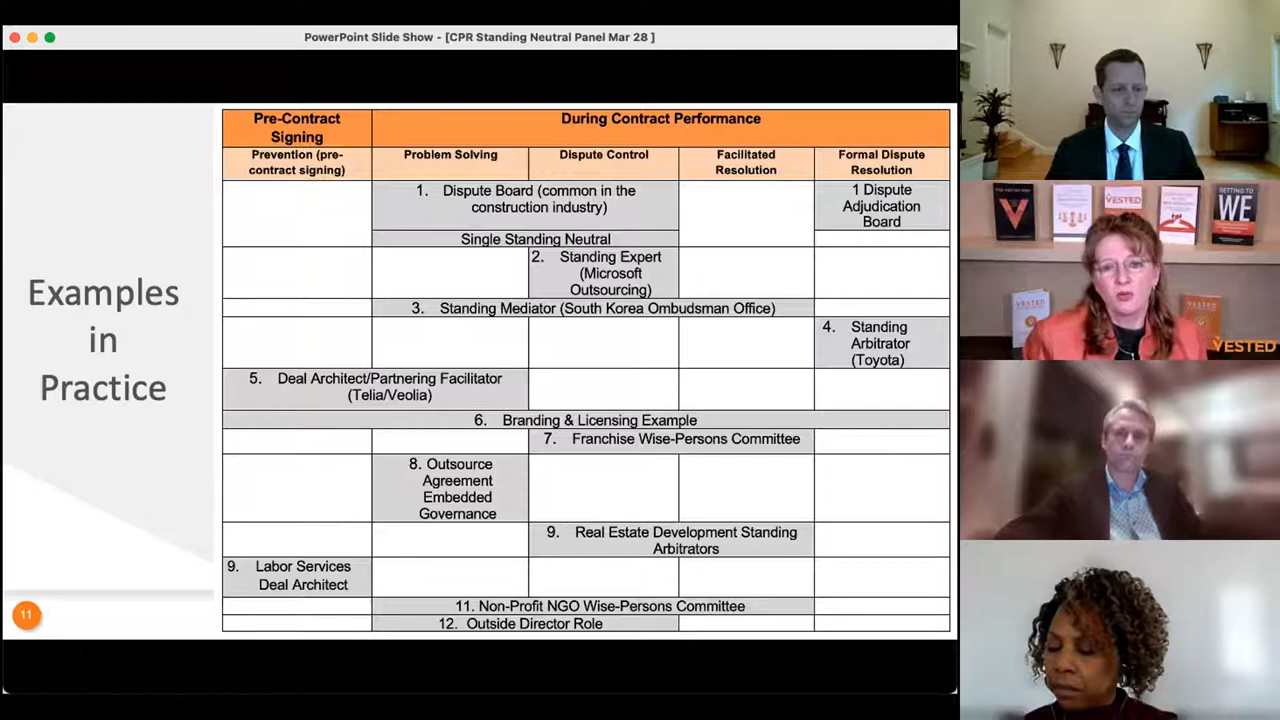 PowerPoint Slide Show - [CPR Standing Neutral Panel Mar 28 ]
Examples
in
Practice
11
Pre-Contract
Signing
During Contract Performance
Prevention (pre-
contract signing)
Problem Solving
Dispute Control
Facilitated
Resolution
Formal Dispute
Resolution
1. Dispute Board (common in the
construction industry)
1 Dispute
Adjudication
Board
Single Standing Neutral
2. Standing Expert
(Microsoft
Outsourcing)
3. Standing Mediator (South Korea Ombudsman Office)
4. Standing
Arbitrator
(Toyota)
5. Deal Architect/Partnering Facilitator
(Telia/Veolia)
6. Branding & Licensing Example
7. Franchise Wise-Persons Committee
8. Outsource
Agreement
Embedded
Governance
9. Real Estate Development Standing
Arbitrators
9. Labor Services
Deal Architect
11. Non-Profit NGO Wise-Persons Committee
12. Outside Director Role
VESTED
GETTING TO
WE
VESTED
VESTED